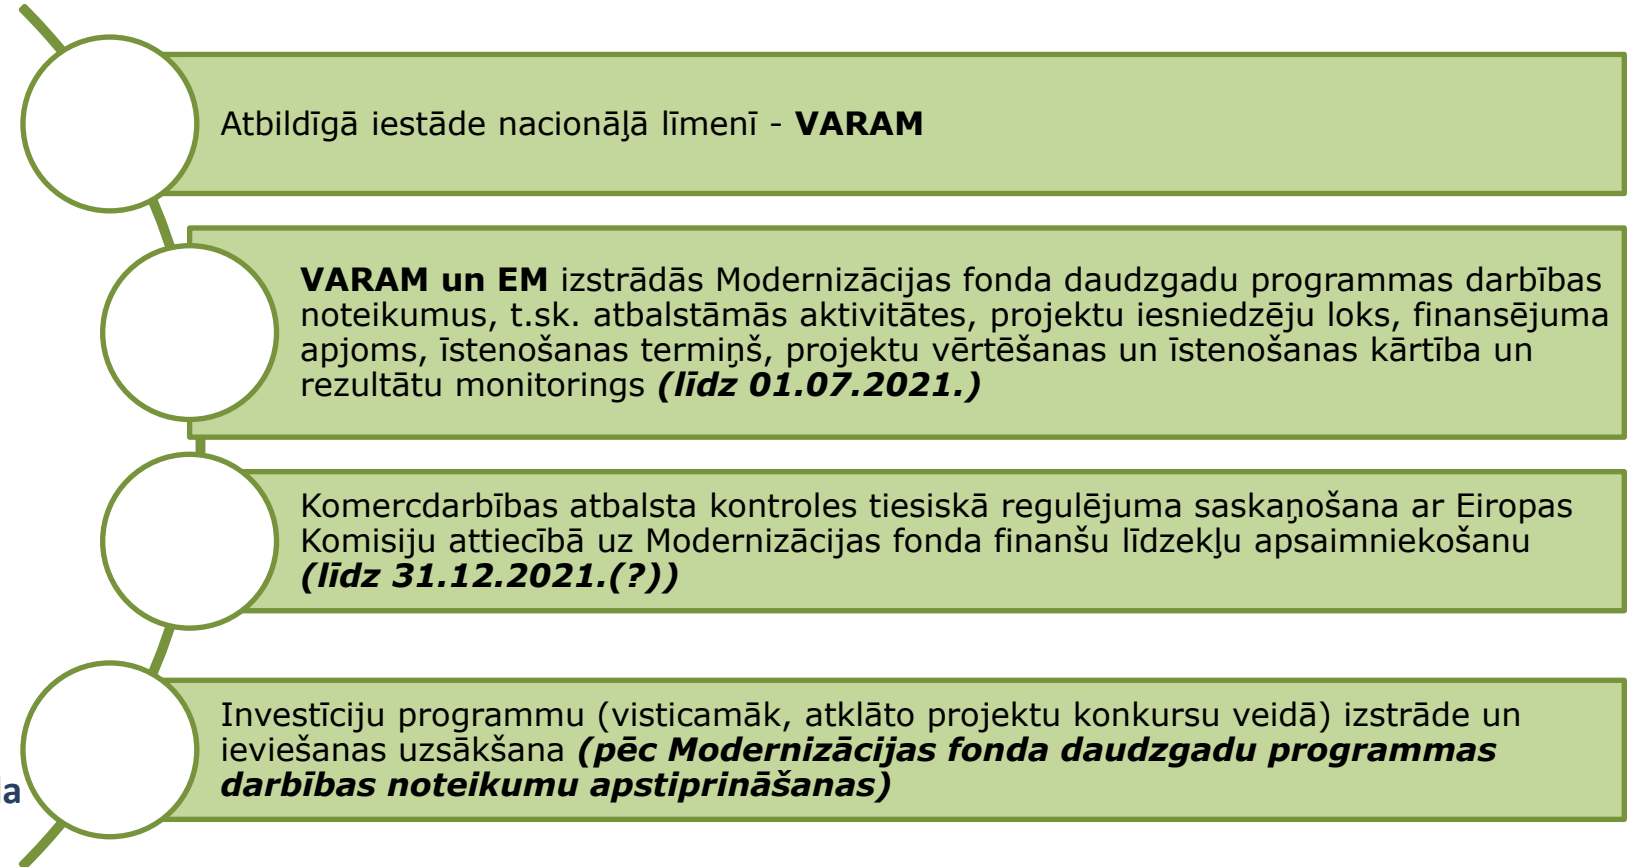 Atbildīgā iestāde nacionāļā līmenī - VARAM
VARAM un EM izstrādās Modernizācijas fonda daudzgadu programmas darbības
noteikumus, t.sk. atbalstāmās aktivitātes, projektu iesniedzēju loks, finansējuma
apjoms, īstenošanas termiņš, projektu vērtēšanas un īstenošanas kārtība un
rezultātu monitorings (līdz 01.07.2021.)
Komercdarbības atbalsta kontroles tiesiskā regulējuma saskaņošana ar Eiropas
Komisiju attiecībā uz Modernizācijas fonda finanšu līdzekļu apsaimniekošanu
(līdz 31.12.2021.(?))
Investīciju programmu (visticamāk, atklāto projektu konkursu veidā) izstrāde un
ieviešanas uzsākšana (pēc Modernizācijas fonda daudzgadu programmas
darbības noteikumu apstiprināšanas)